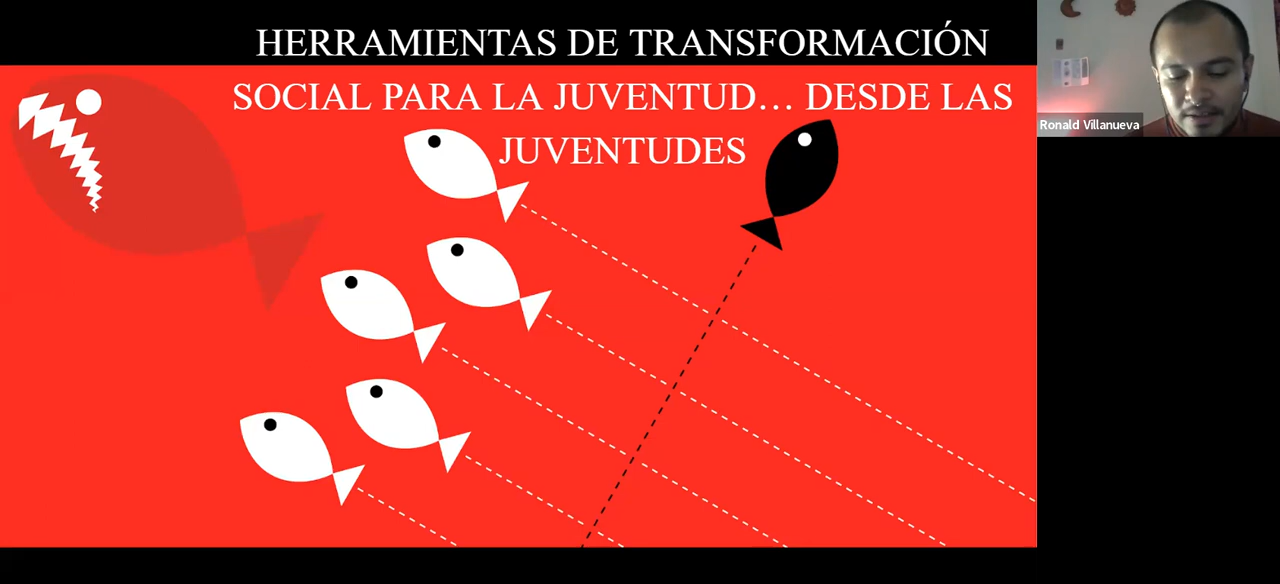 HERRAMIENTAS DE TRANSFORMACIÓN
SOCIAL PARA LA JUVENTUD… DESDE LAS
JUVENTUDES
Ronald Villanueva